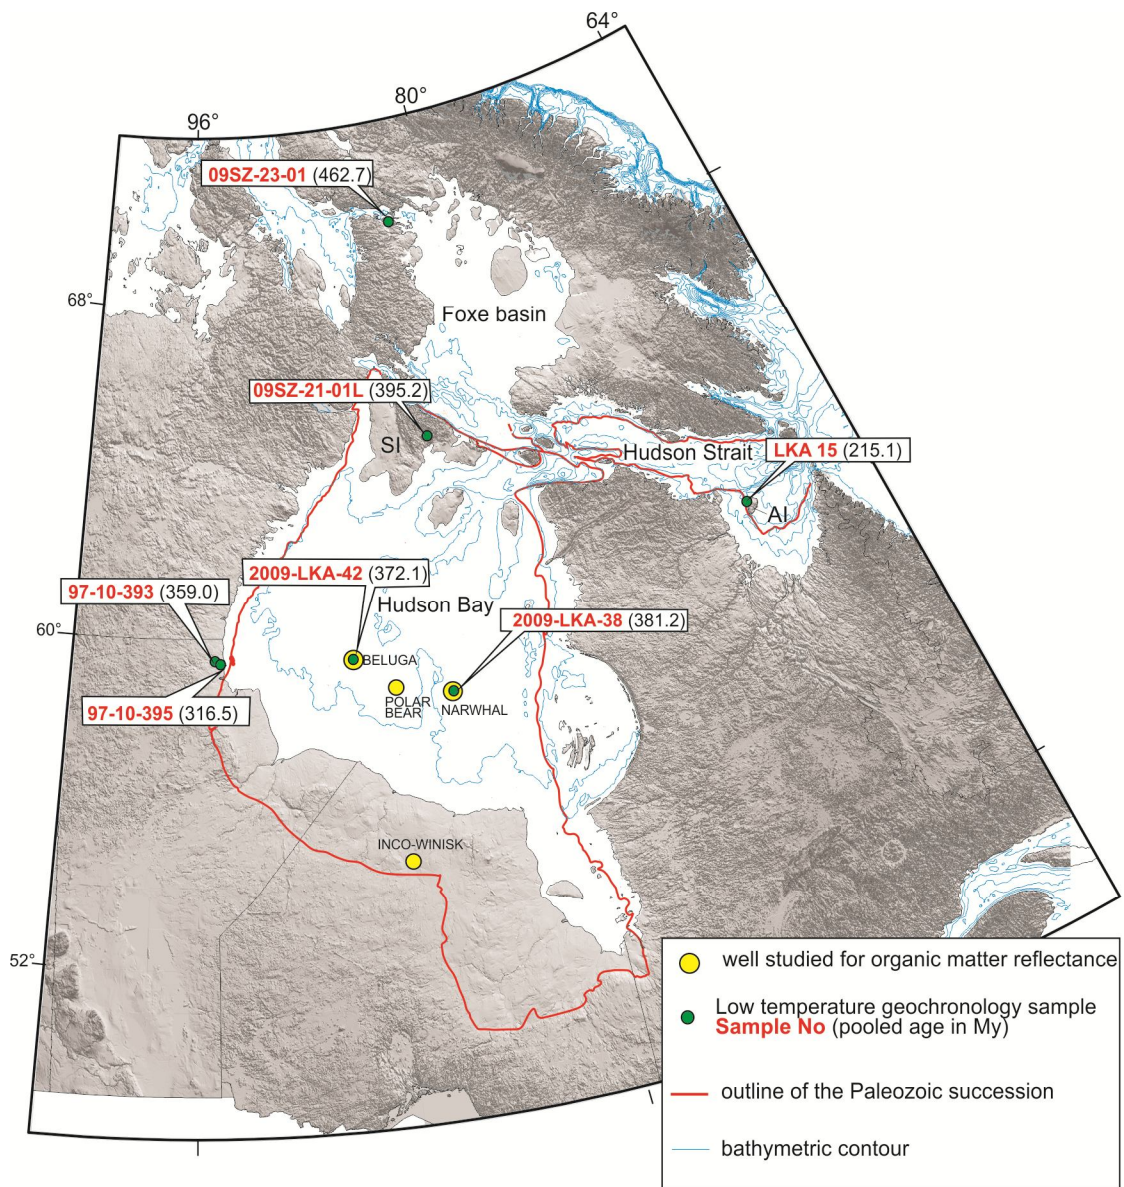 64°
80°
96°
09SZ-23-01 (462.7)
68°
Foxe basin
09SZ-21-01L (395.2)
SI
Hudson Strait
LKA 15 (215.1)
AI
2009-LKA-42 (372.1)
97-10-393 (359.0)
Hudson Bay
2009-LKA-38 (381.2)
60°
BELUGA
POLAR
BEAR
NARWHAL
97-10-395 (316.5)
INCO-WINISK
52°
well studied for organic matter reflectance
Low temperature geochronology sample
Sample No (pooled age in My)
outline of the Paleozoic succession
bathymetric contour